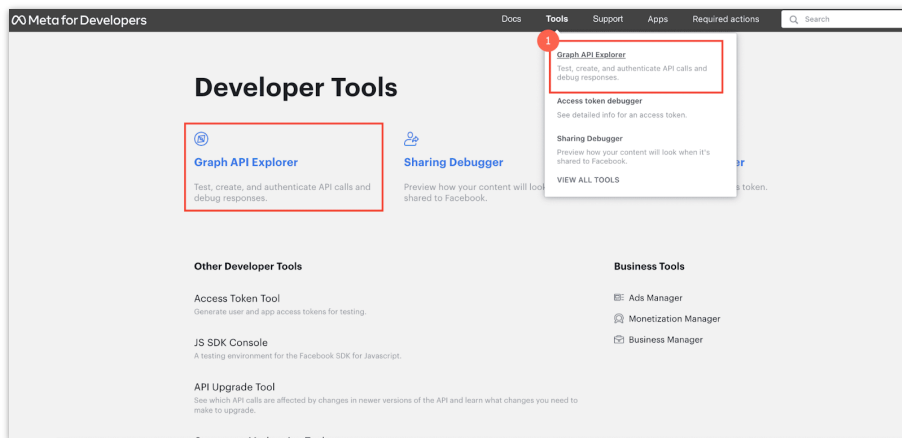 Meta for Developers
Docs Tools Support Apps Required actions Search
1
Graph API Explorer
Test, create, and authenticate API calls and
debug responses.
Access token debugger
See detailed info for an access token.
Sharing Debugger
Preview how your content will look when it's
shared to Facebook.
VIEW ALL TOOLS
Developer Tools
Graph API Explorer
Test, create, and authenticate API calls and
debug responses.
Sharing Debugger
Preview how your content will look
shared to Facebook.
token.
Other Developer Tools
Access Token Tool
Generate user and app access tokens for testing.
JS SDK Console
A testing environment for the Facebook SDK for Javascript.
API Upgrade Tool
See which API calls are affected by changes in newer versions of the API and learn what changes you need to
make to upgrade.
Business Tools
Ads Manager
Monetization Manager
Business Manager